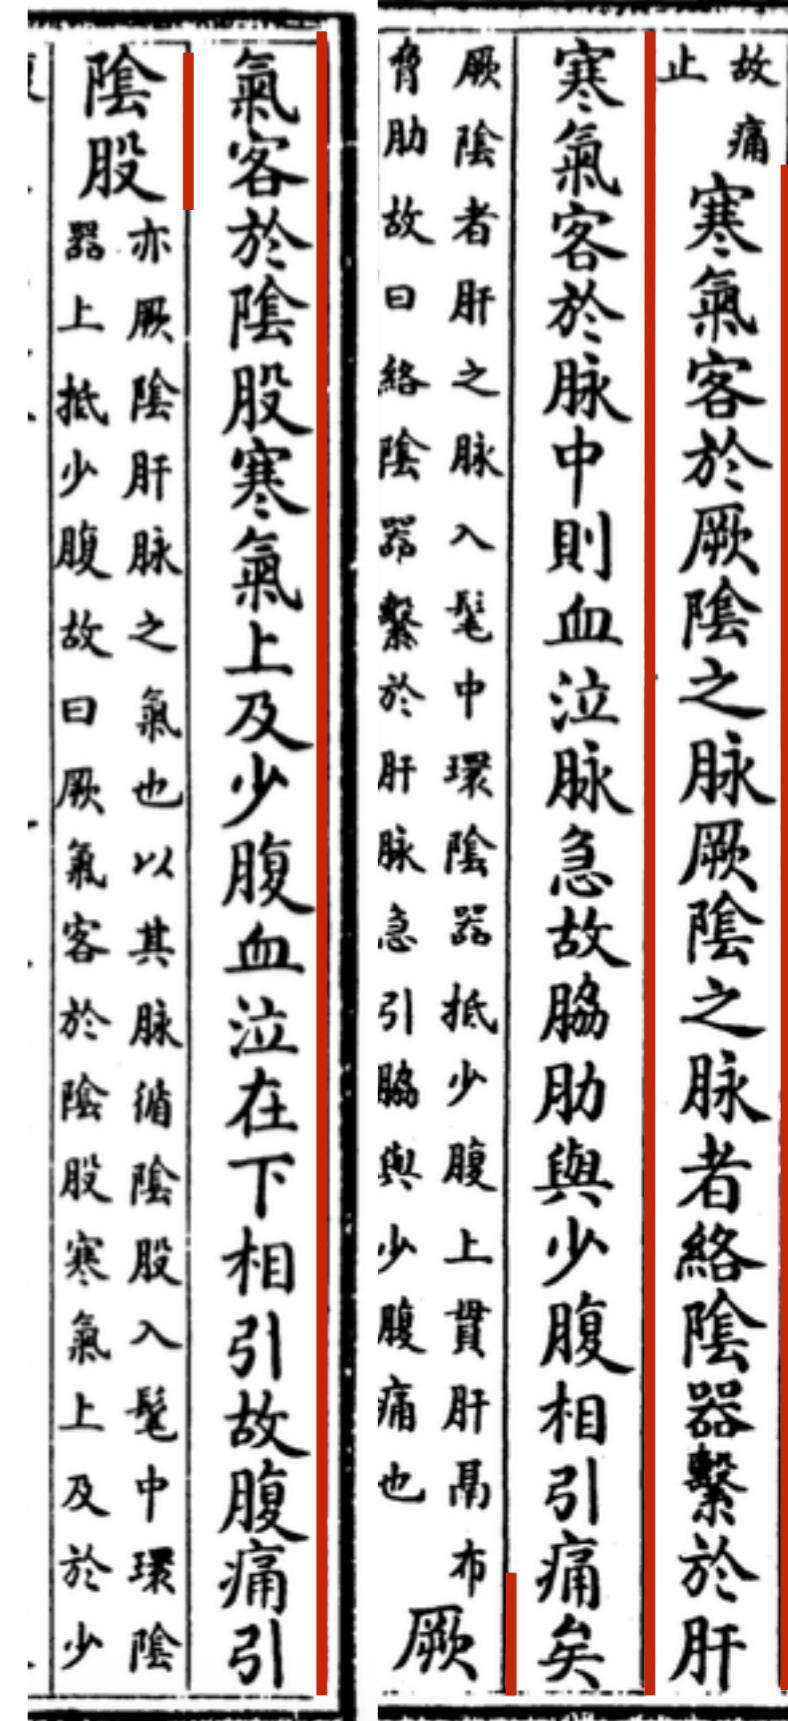 故痛
止
寒氣客於厥陰之脉厥陰之脉者絡陰器繫於肝
寒氣客於脉中則血泣脉急故脇肋與少腹相引痛矣
厥陰者肝之脉入髦中環陰器抵少腹上貫肝鬲布
脅肋故曰絡陰器繫於肝脉急引脇與少腹痛也
厥
氣客於陰股寒氣上及少腹血泣在下相引故腹痛引
陰股
亦厥陰肝脉之氣也以其脉循陰股入髦中環陰
器上抵少腹故曰厥氣客於陰股寒氣上及於少